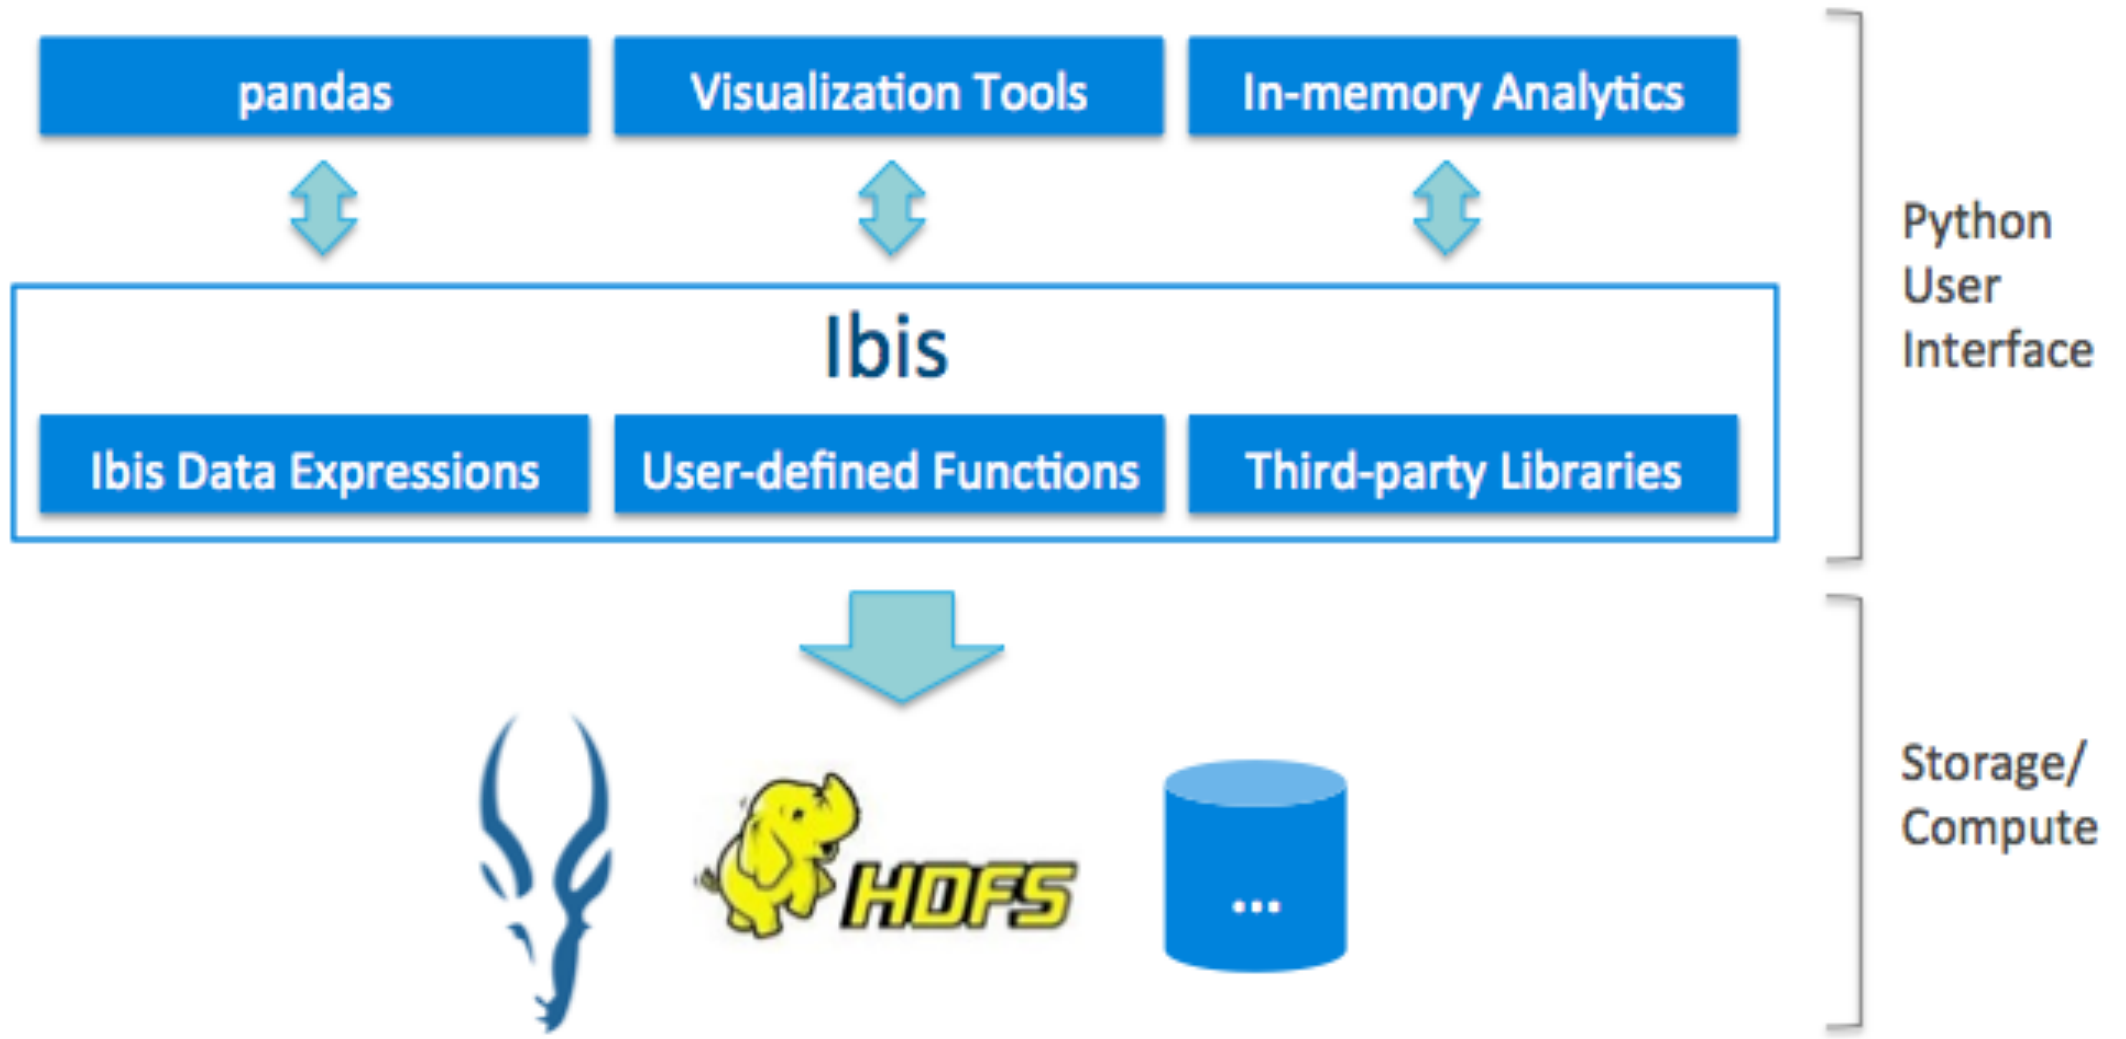 pandas
Visualization Tools
In-memory Analytics
Python
User
Interface
Ibis
Ibis Data Expressions
User-defined Functions
Third-party Libraries
Storage/
Compute
HDFS
...